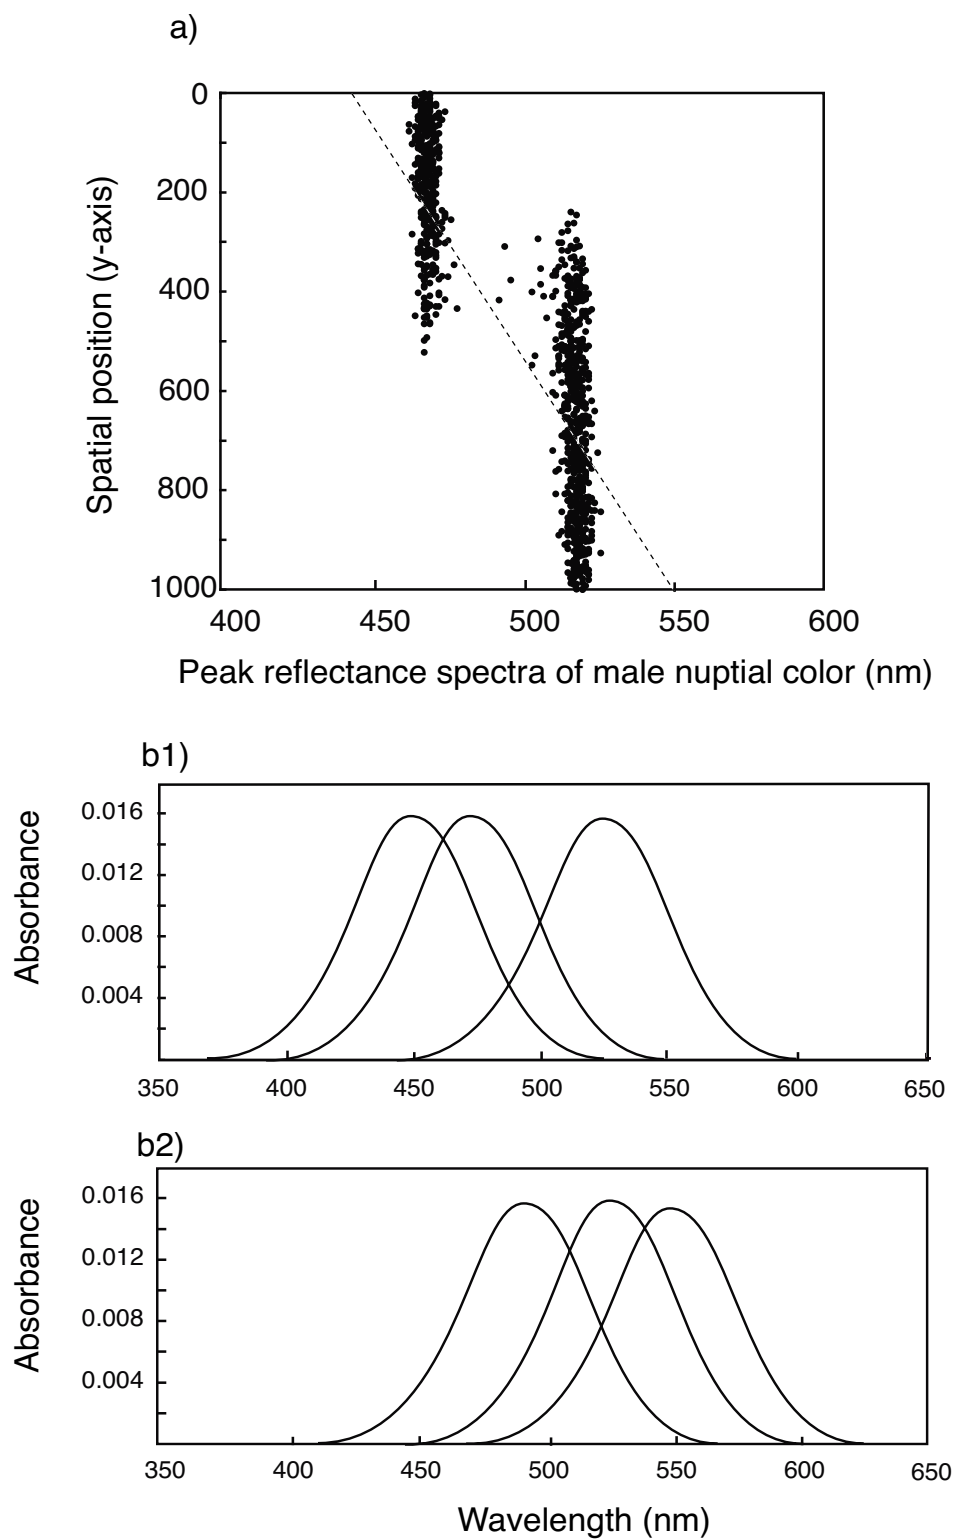 a)
0
200
400
600
800
1000
Spatial position (y-axis)
400 450 500 550 600
Peak reflectance spectra of male nuptial color (nm)
b1)
0.016
0.012
0.008
0.004
Absorbance
350 400 450 500 550 600 650
b2)
0.016
0.012
0.008
0.004
Absorbance
350 400 450 500 550 600 650
Wavelength (nm)